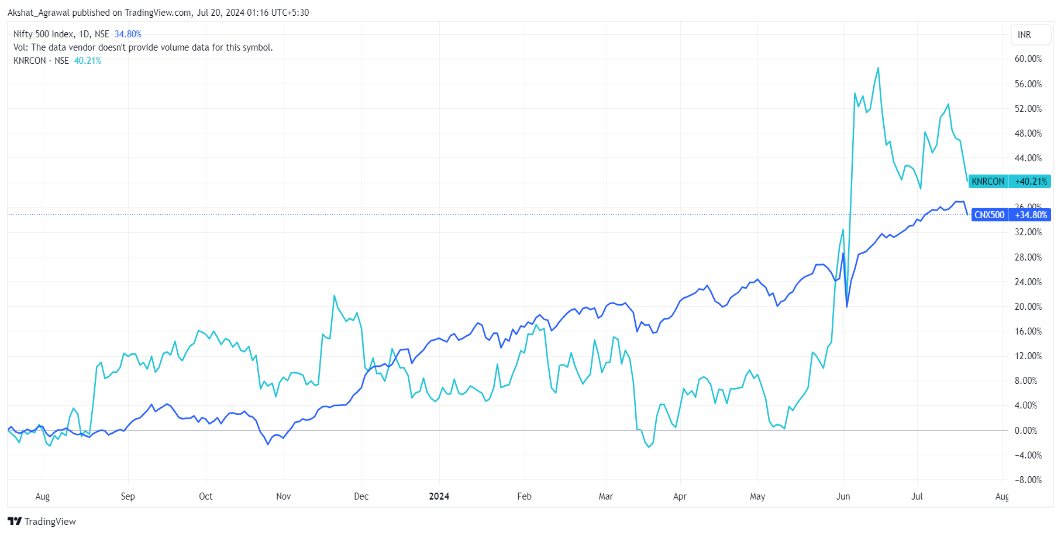 Akshat_Agrawal published on TradingView.com, Jul 20, 2024 01:16 UTC+5:30
Nifty 500 Index, 1D, NSE 34.80%
Vol: The data vendor doesn't provide volume data for this symbol.
KNRCON · NSE 40.21%
INR
60.00%
56.00%
52.00%
48.00%
44.00%
KNRCON +40.21%
36.00%
CNX500 +34.80%
32.00%
28.00%
24.00%
20.00%
16.00%
12.00%
8.00%
4.00%
0.00%
−4.00%
−8.00%
Aug Sep Oct Nov Dec 2024 Feb Mar Apr May Jun Jul Aug
TradingView